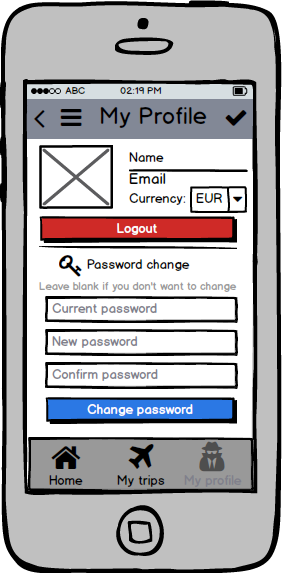 ABC 02:19 PM
My Profile
Name
Email
Currency: EUR
Logout
Password change
Leave blank if you don't want to change
Current password
New password
Confirm password
Change password
Home My trips My profile